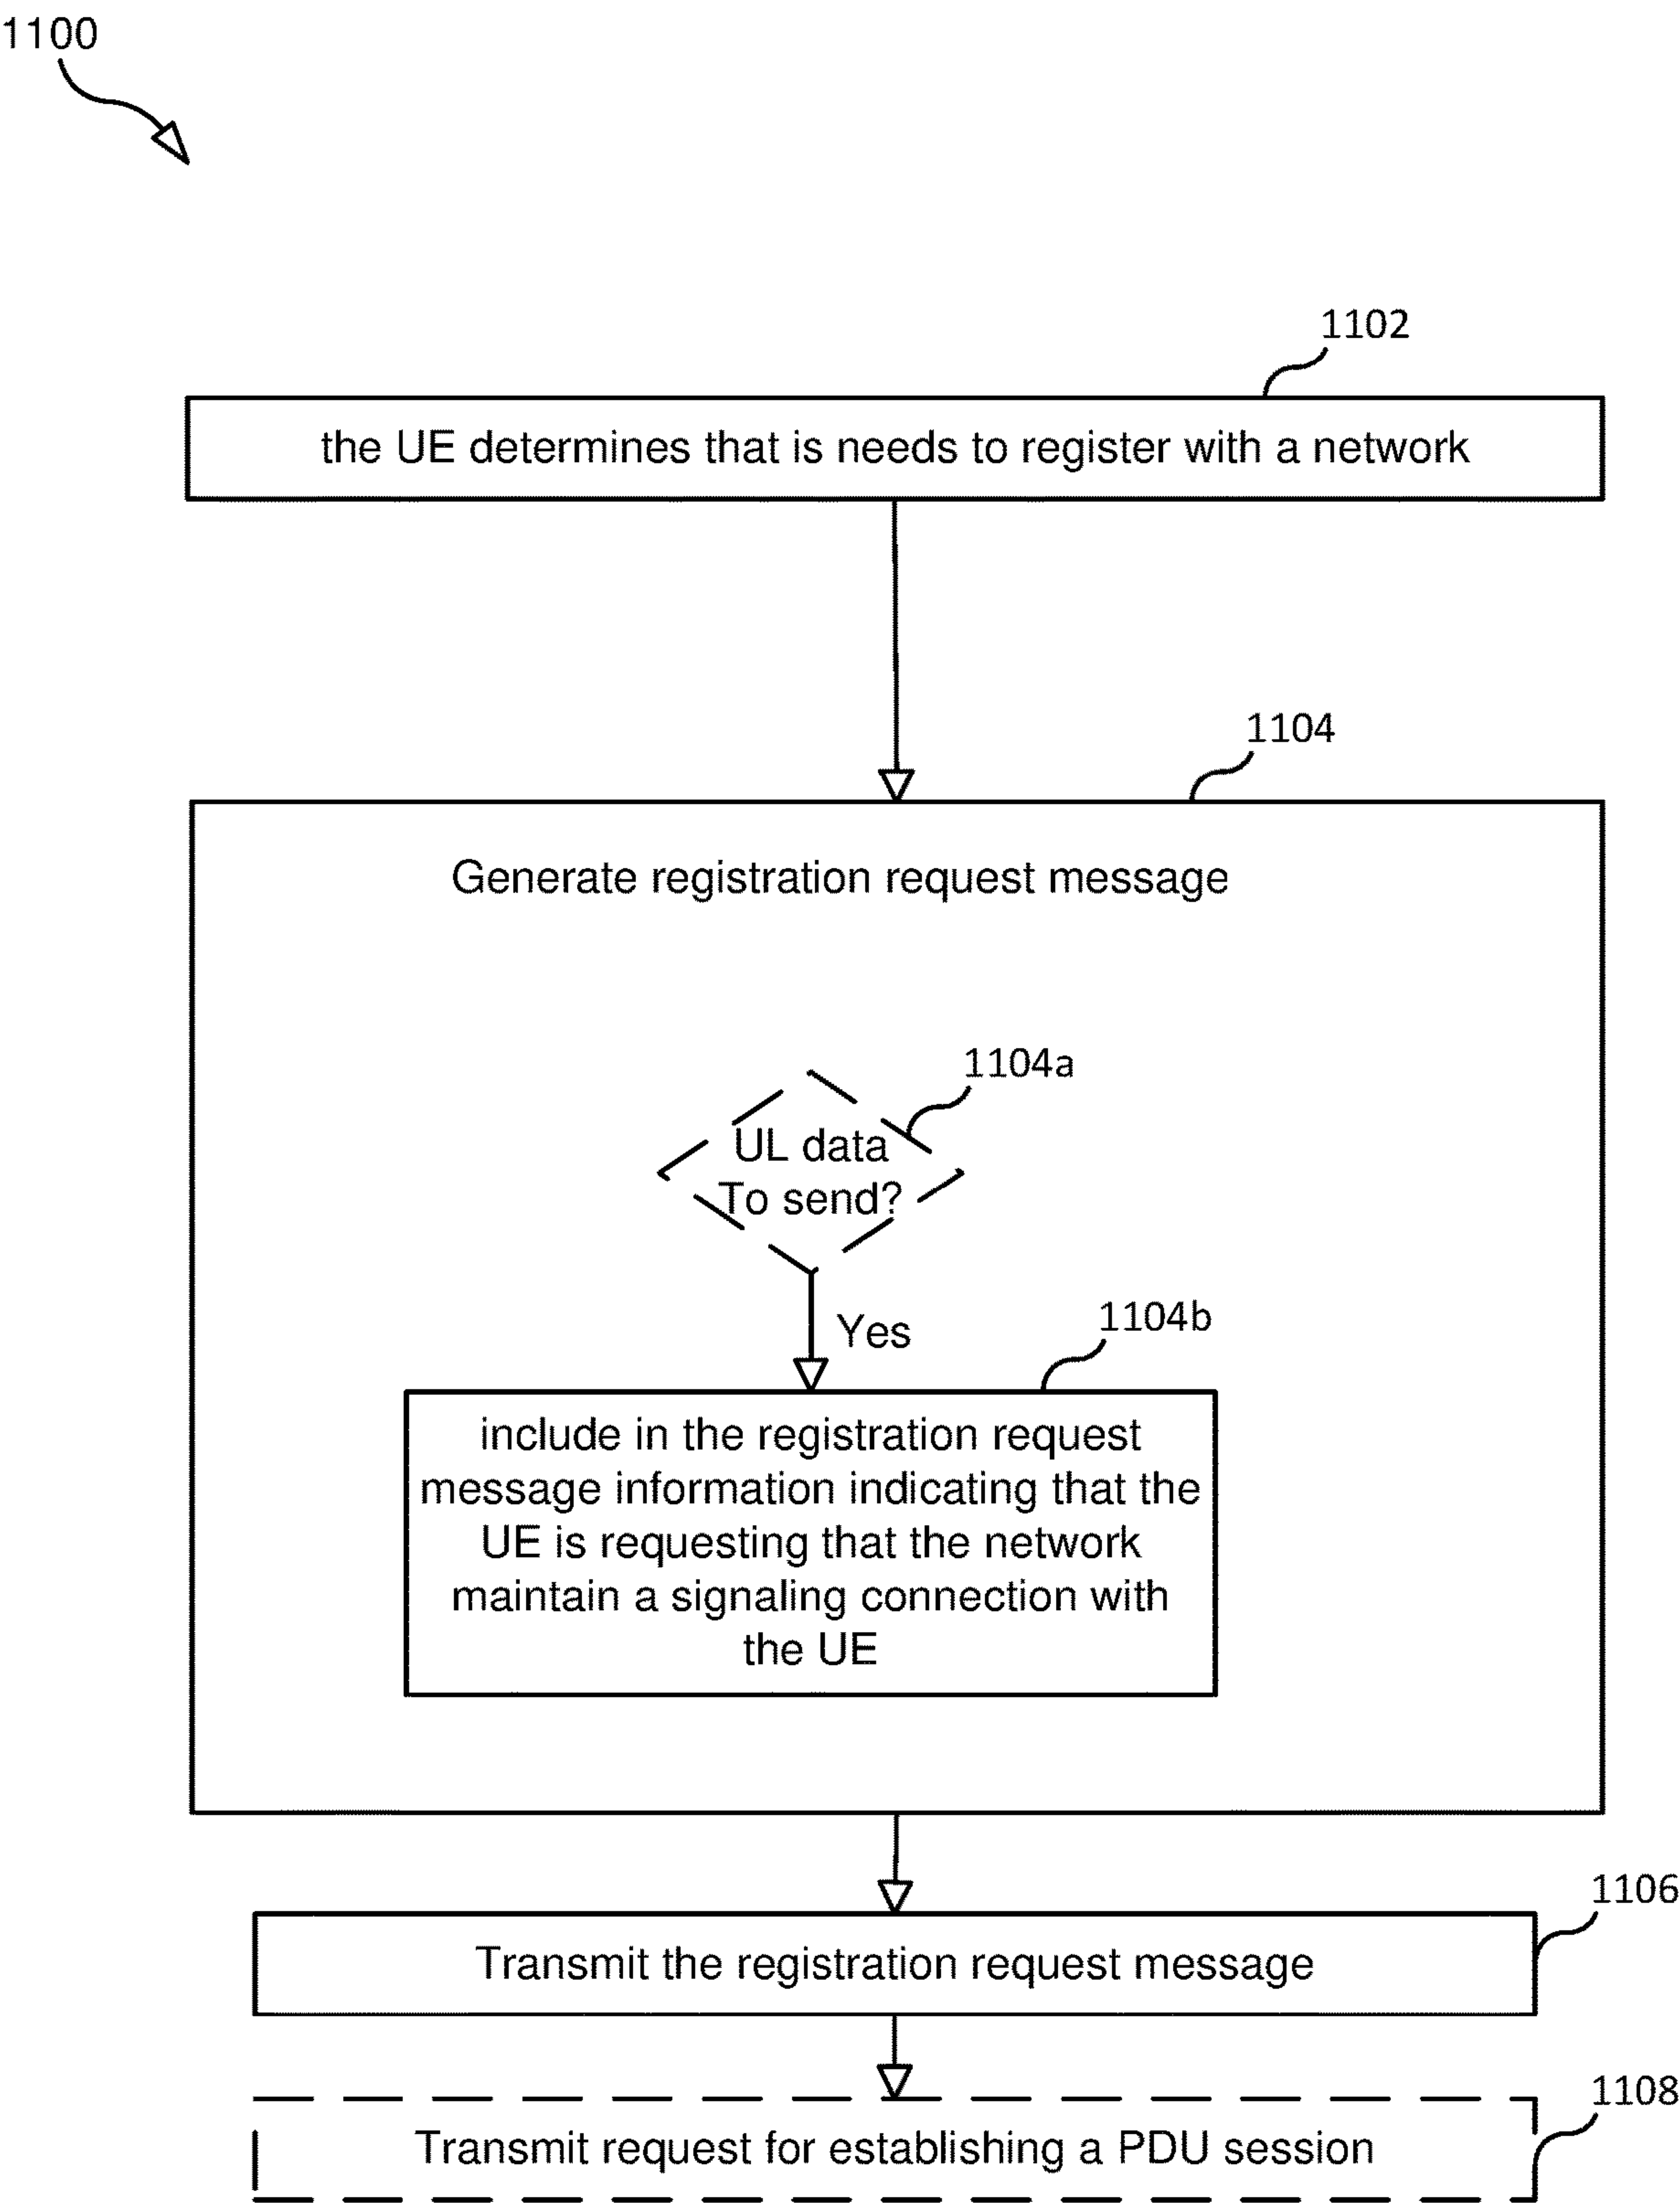 1100
1102
the UE determines that is needs to register with a network
1104
Generate registration request message
1104a
UL data
To send?
Yes
1104b
include in the registration request
message information indicating that the
UE is requesting that the network
maintain a signaling connection with
the UE
1106
Transmit the registration request message
1108
Transmit request for establishing a PDU session